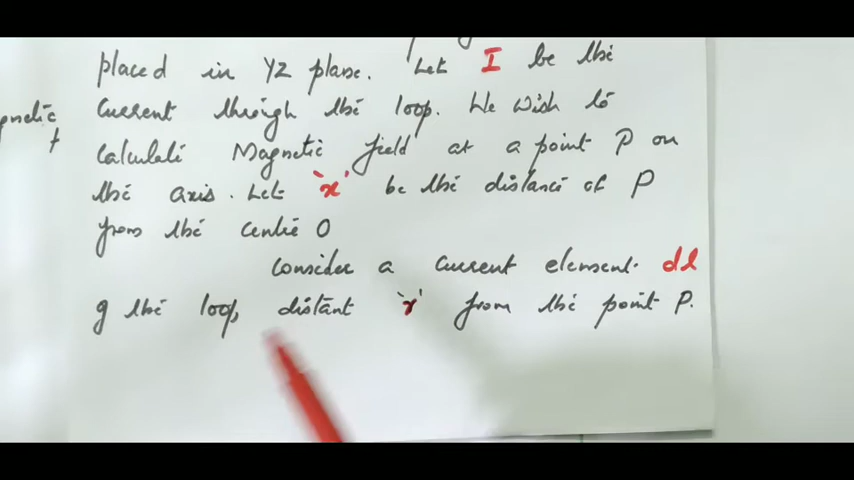 placed in YZ plane. Let I be the
gnetic current through the loop. We wish to
calculate Magnetic field at a point P on
the axis. Let 'x' be the distance of P
from the centre O
Consider a current element dl
of the loop, distant 'r' from the point P.